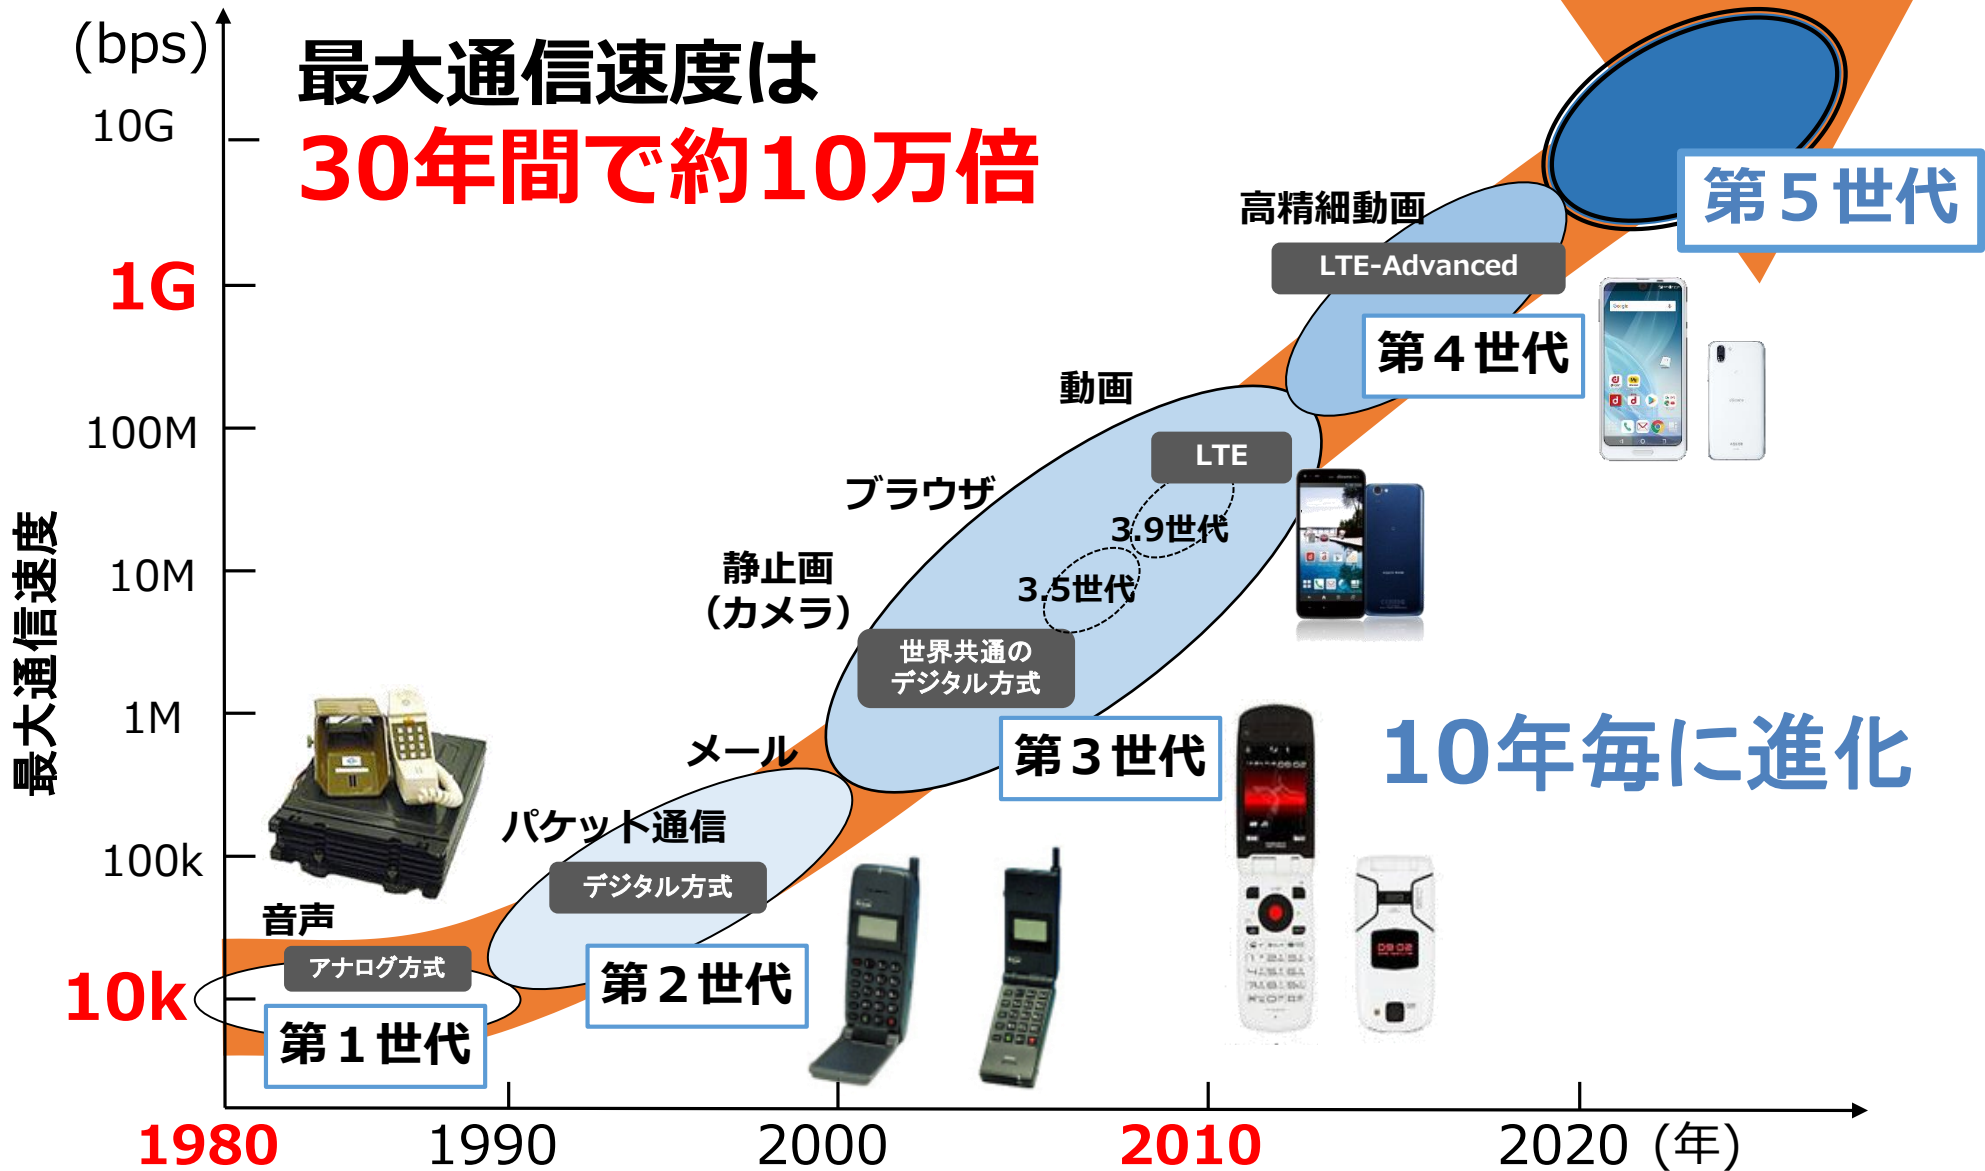 (bps)
最大通信速度は
30年間で約10万倍
10G
1G
100M
10M
1M
100k
10k
最大通信速度
高精細動画
LTE-Advanced
第５世代
第４世代
動画
LTE
ブラウザ
3.9世代
3.5世代
静止画
（カメラ）
世界共通の
デジタル方式
第３世代
10年毎に進化
メール
パケット通信
デジタル方式
第２世代
音声
アナログ方式
第１世代
1980
1990
2000
2010
2020 (年)